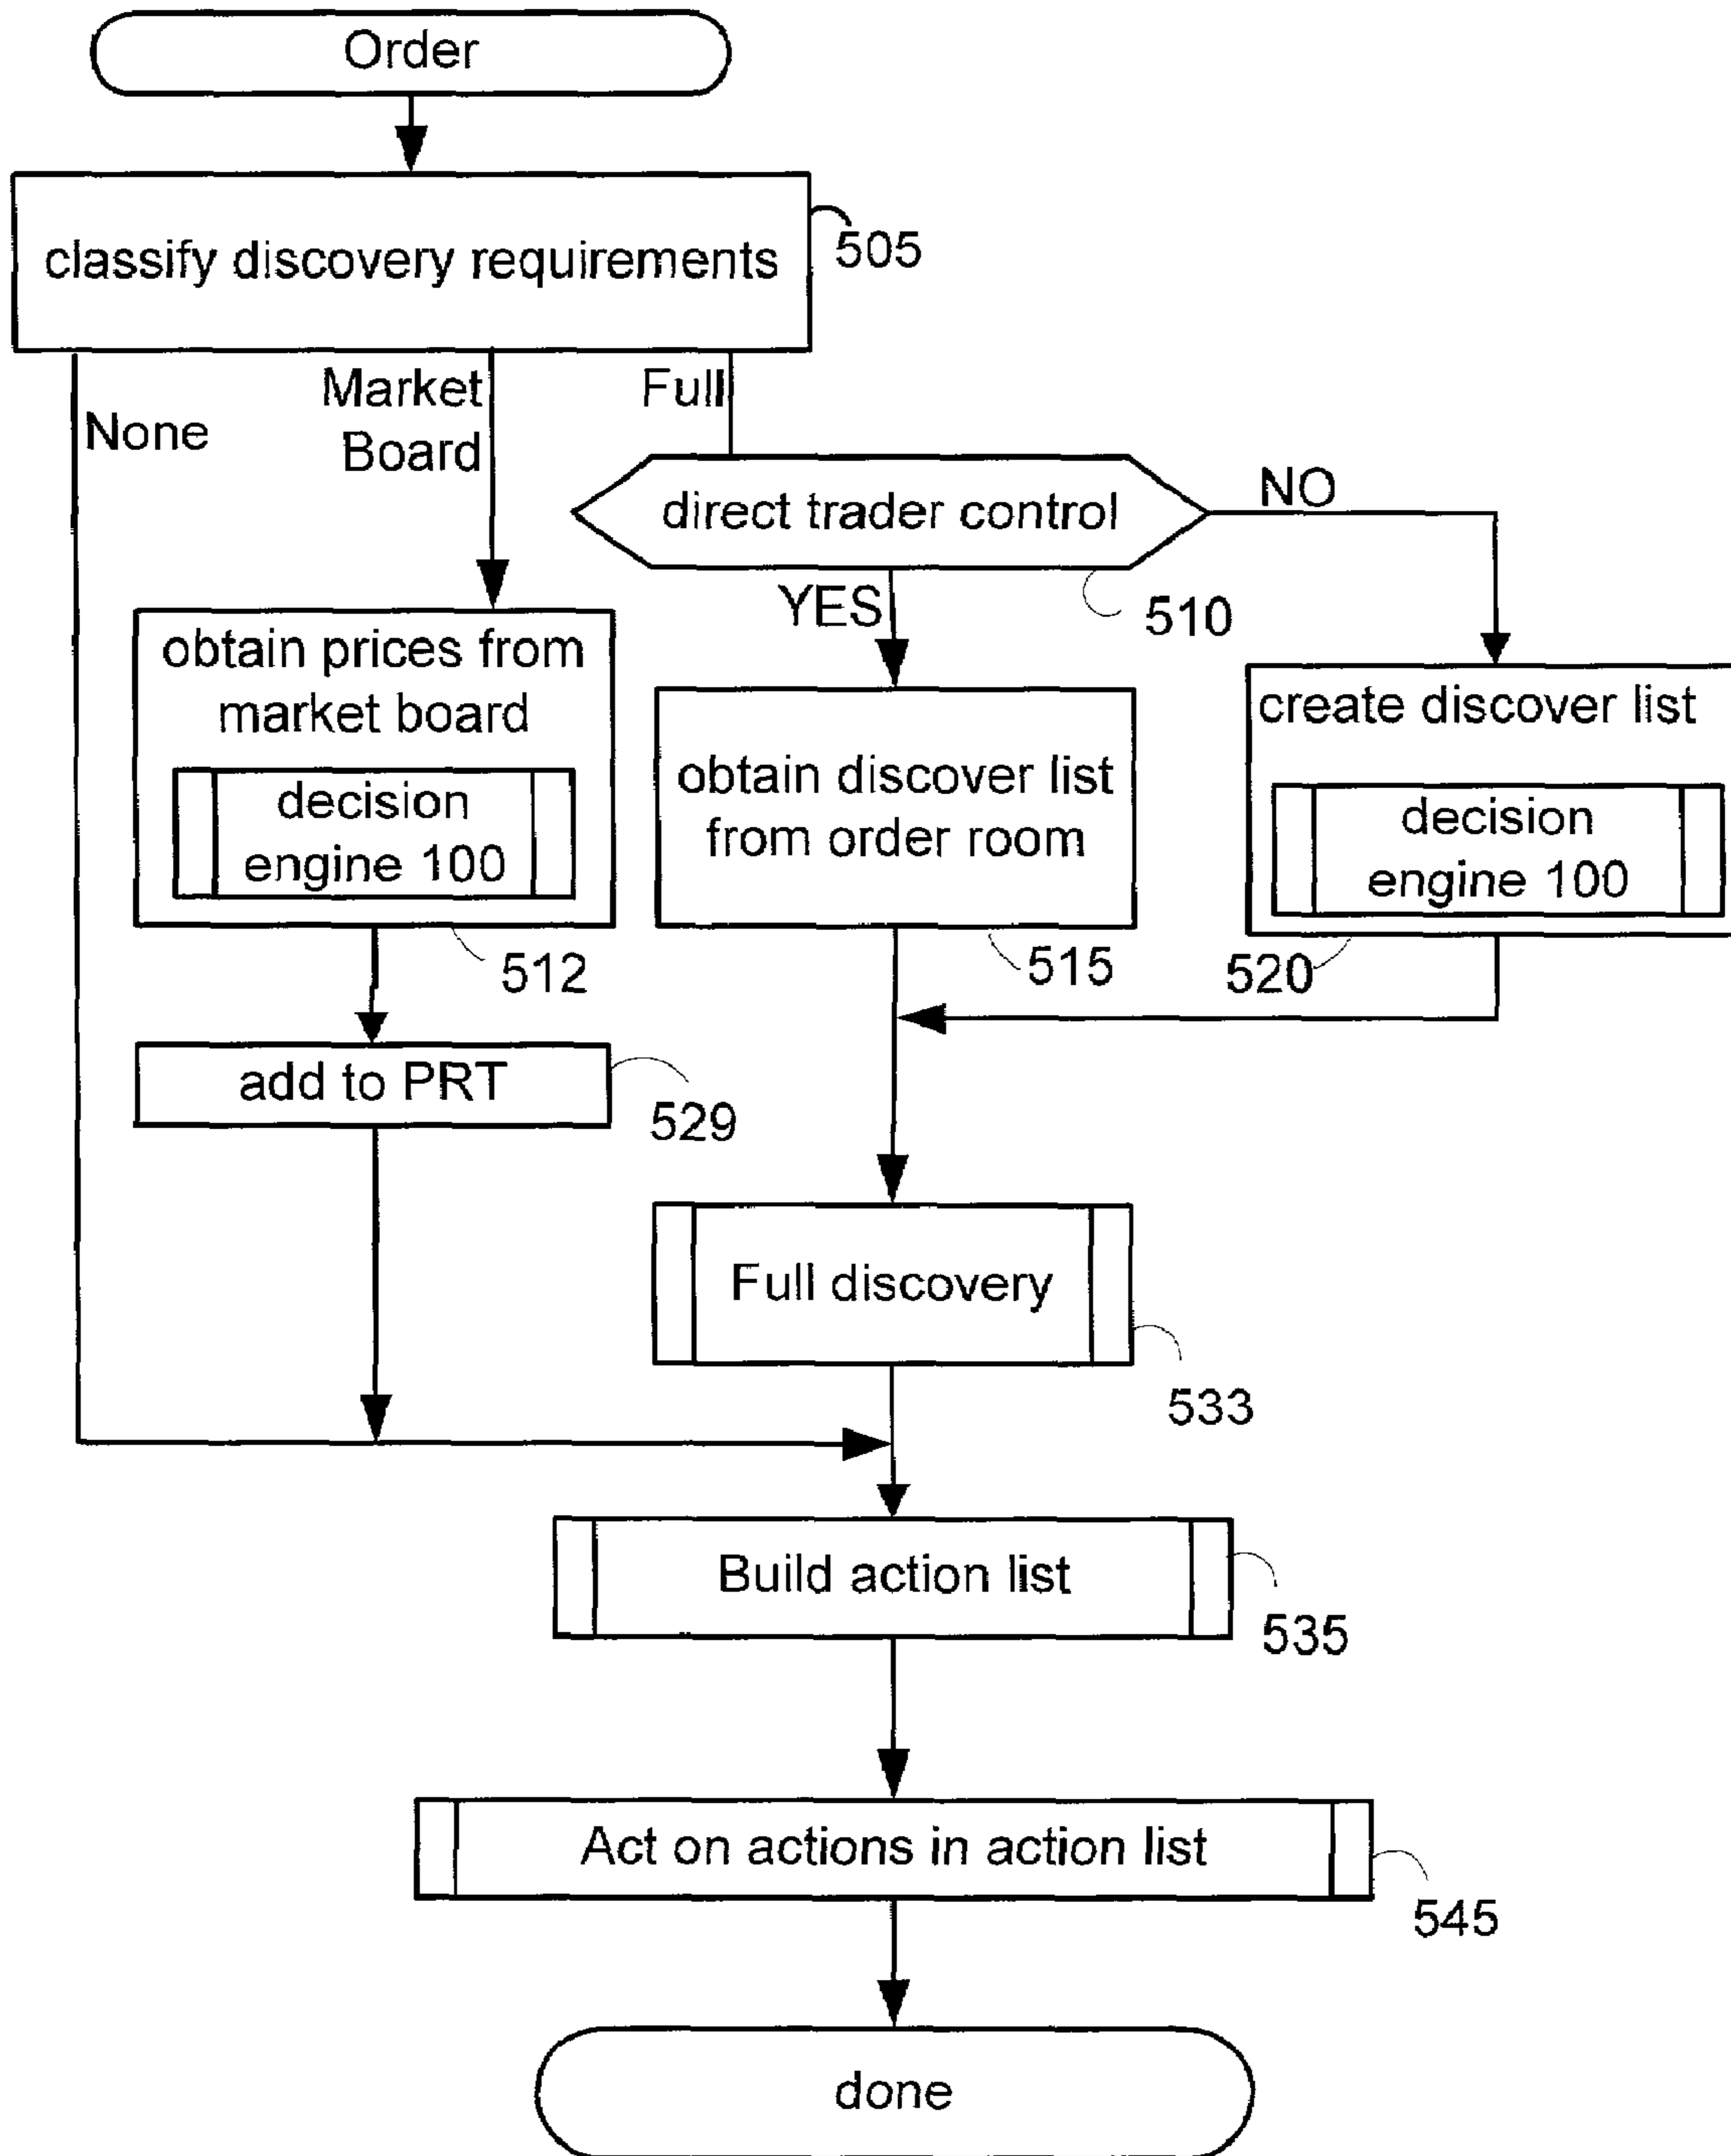 Order
classify discovery requirements
505
None
Market
Board
Full
direct trader control
NO
YES
510
obtain prices from
market board
decision
engine 100
512
obtain discover list
from order room
515
create discover list
decision
engine 100
520
add to PRT
529
Full discovery
533
Build action list
535
Act on actions in action list
545
done